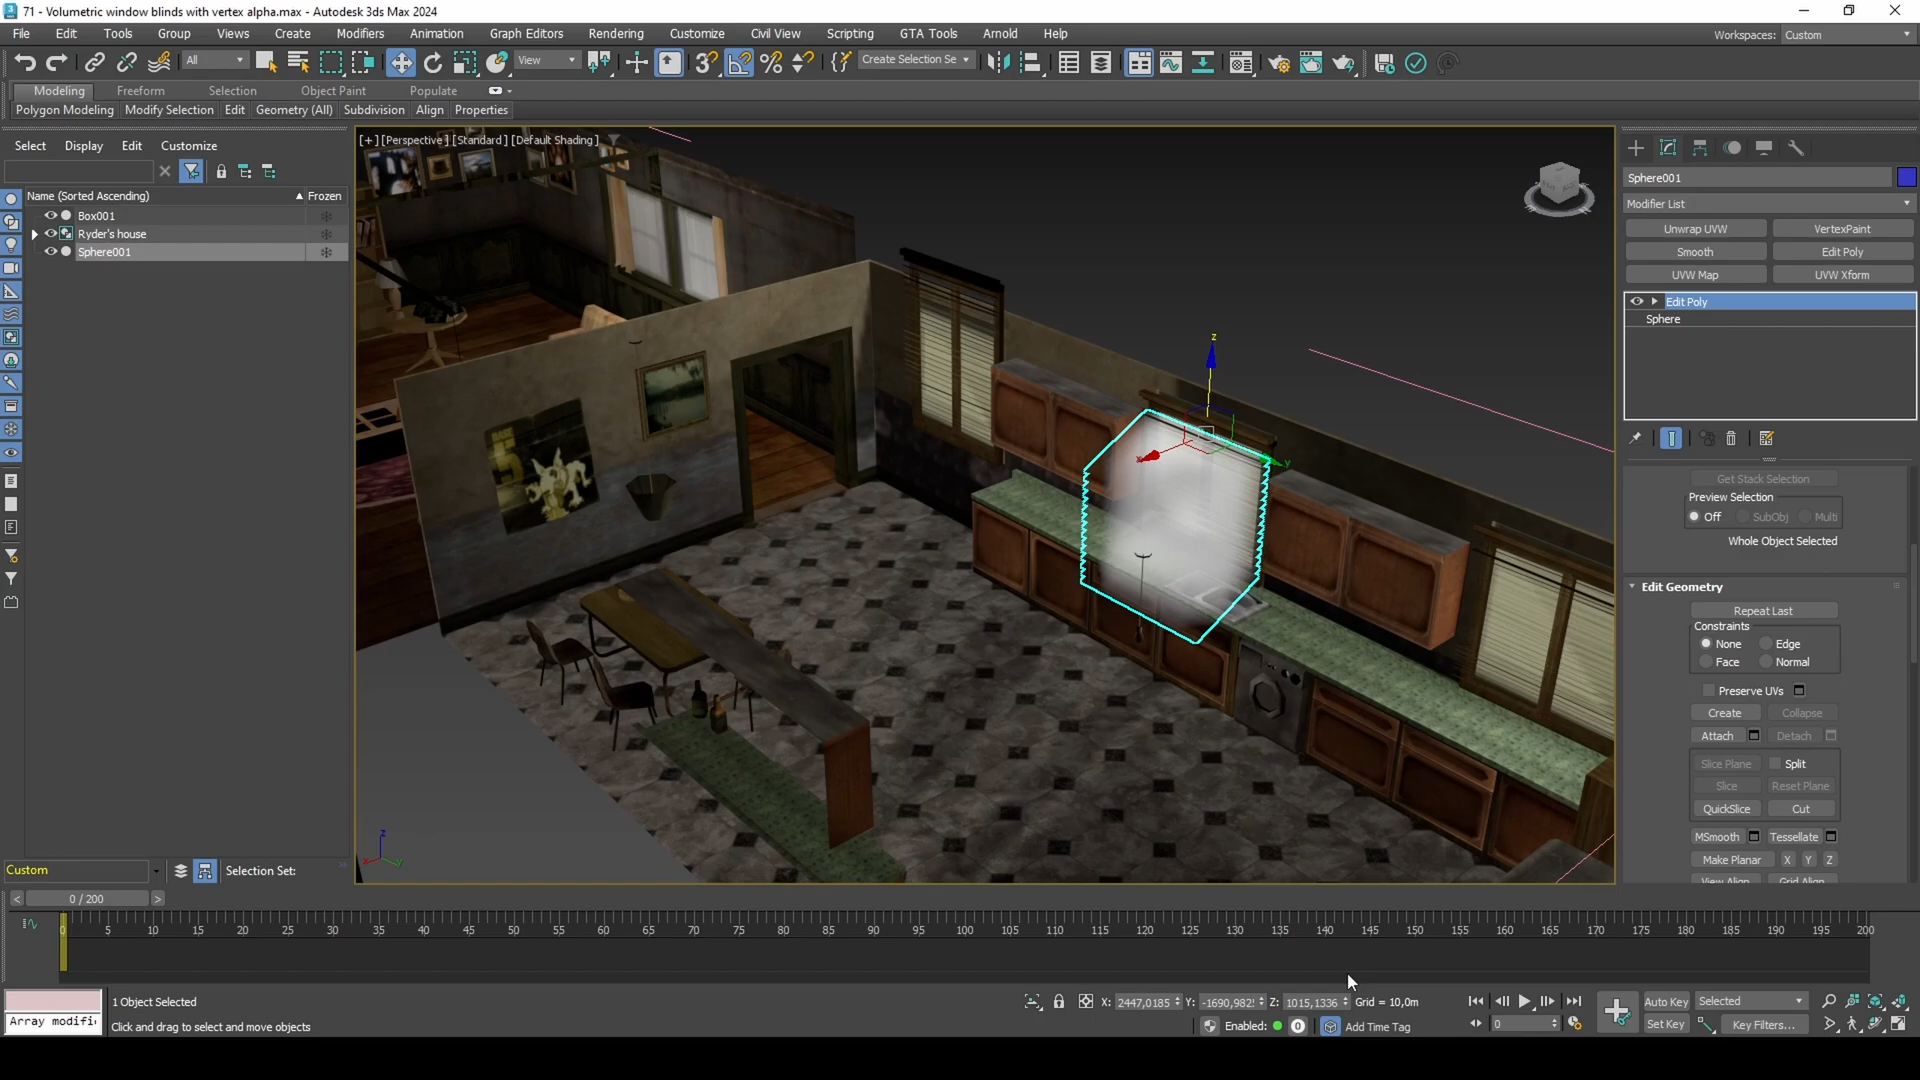 71 - Volumetric window blinds with vertex alpha.max - Autodesk 3ds Max 2024
File Edit Tools Group Views Create Modifiers Animation Graph Editors Rendering Customize Civil View Scripting GTA Tools Arnold Help
Workspaces: Custom
All View Create Selection Se
Modeling Freeform Selection Object Paint Populate
Polygon Modeling Modify Selection Edit Geometry (All) Subdivision Align Properties
Select Display Edit Customize
Name (Sorted Ascending) Frozen
Box001
Ryder's house
Sphere001
[+] [Perspective] [Standard] [Default Shading]
z
x
y
z
x
y
Sphere001
Modifier List
Unwrap UVW VertexPaint
Smooth Edit Poly
UVW Map UVW Xform
Edit Poly
Sphere
Get Stack Selection
Preview Selection
Off SubObj Multi
Whole Object Selected
Edit Geometry
Repeat Last
Constraints
None Edge
Face Normal
Preserve UVs
Create Collapse
Attach Detach
Slice Plane Split
Slice Reset Plane
QuickSlice Cut
MSmooth Tessellate
Make Planar X Y Z
View Align Grid Align
Custom Selection Set:
< 0 / 200 >
0 5 10 15 20 25 30 35 40 45 50 55 60 65 70 75 80 85 90 95 100 105 110 115 120 125 130 135 140 145 150 155 160 165 170 175 180 185 190 195 200
1 Object Selected
Array modifi
Click and drag to select and move objects
X: 2447,0185 Y: -1690,982! Z: 1015,1336 Grid = 10,0m
Enabled: 0 Add Time Tag
0
Auto Key Selected
Set Key Key Filters...